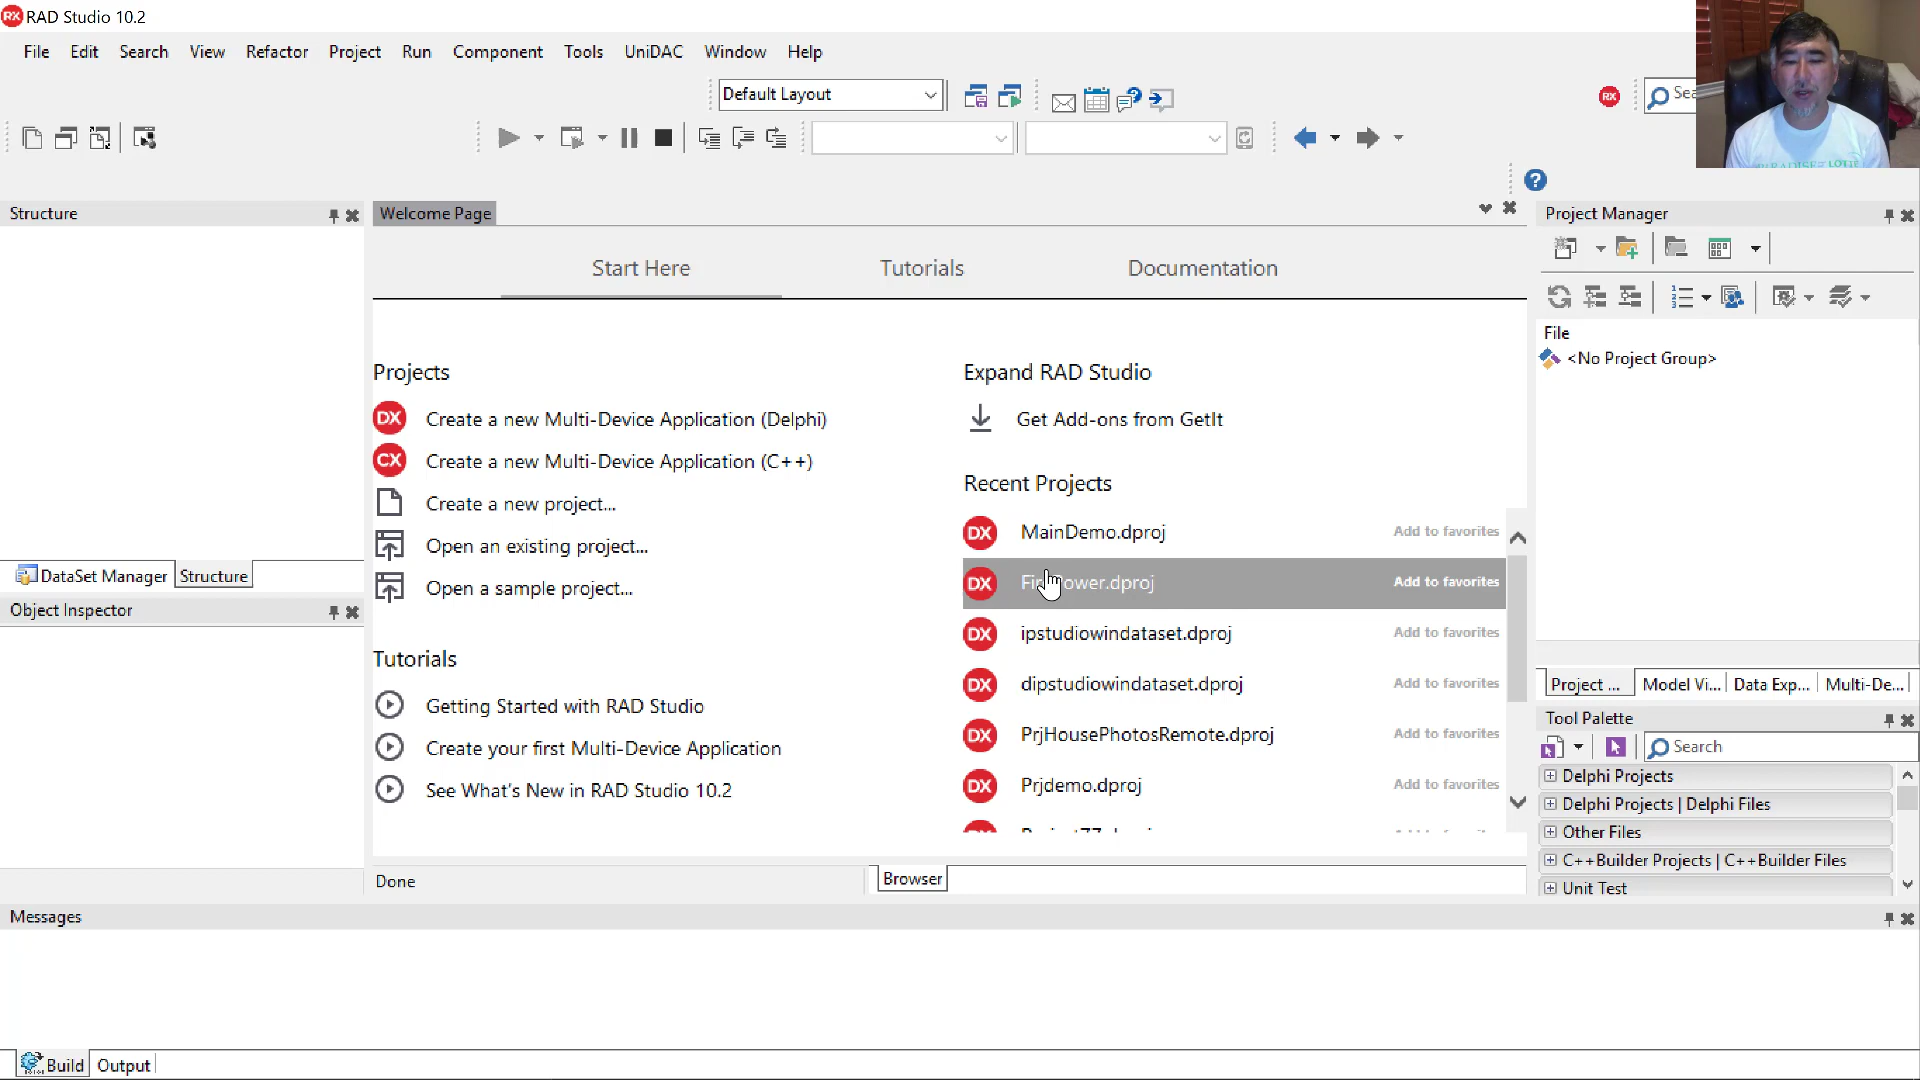 RX RAD Studio 10.2
File Edit Search View Refactor Project Run Component Tools UniDAC Window Help
Default Layout
RX
Sea
PARADISE LOTTE
?
Structure
Welcome Page
Project Manager
Start Here
Tutorials
Documentation
File
<No Project Group>
Projects
DX Create a new Multi-Device Application (Delphi)
CX Create a new Multi-Device Application (C++)
Create a new project...
Open an existing project...
Open a sample project...
Expand RAD Studio
Get Add-ons from GetIt
Recent Projects
DX MainDemo.dproj Add to favorites
DX ower.dproj Add to favorites
DX ipstudiowindataset.dproj Add to favorites
DX dipstudiowindataset.dproj Add to favorites
DX PrjHousePhotosRemote.dproj Add to favorites
DX Prjdemo.dproj Add to favorites
DataSet Manager Structure
Object Inspector
Tutorials
Getting Started with RAD Studio
Create your first Multi-Device Application
See What's New in RAD Studio 10.2
Project ... Model Vi... Data Exp... Multi-De...
Tool Palette
Search
Delphi Projects
Delphi Projects | Delphi Files
Other Files
C++Builder Projects | C++Builder Files
Unit Test
Done
Browser
Messages
Build Output